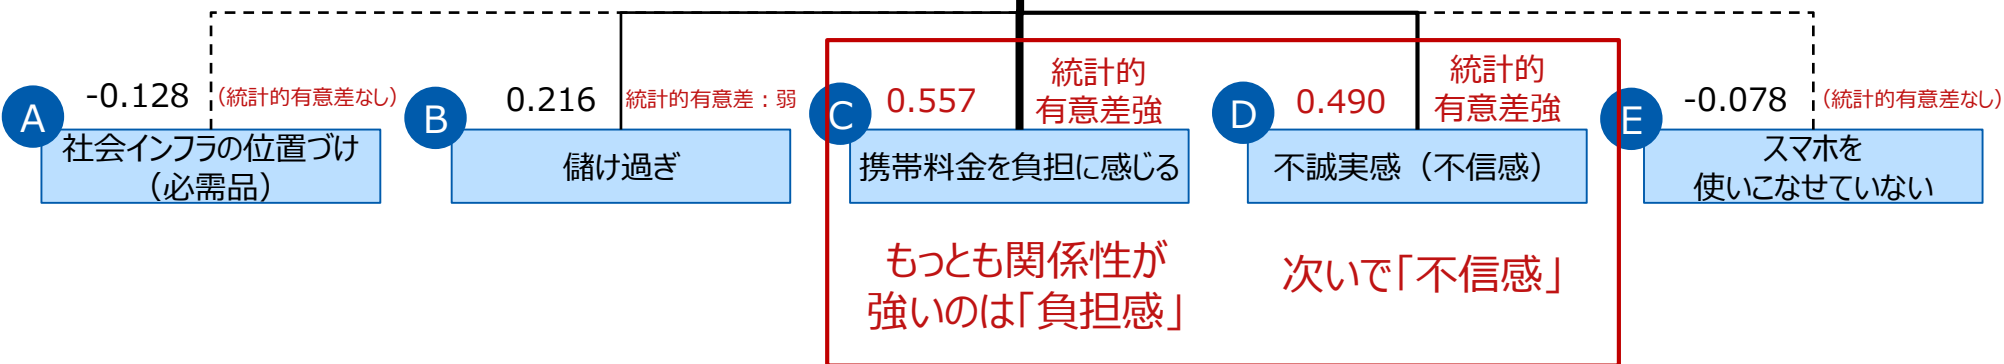 A
-0.128
（統計的有意差なし）
社会インフラの位置づけ
（必需品）
B
0.216
統計的有意差：弱
儲け過ぎ
C
0.557
統計的
有意差強
携帯料金を負担に感じる
D
0.490
統計的
有意差強
不誠実感（不信感）
E
-0.078
（統計的有意差なし）
スマホを
使いこなせていない
もっとも関係性が
強いのは「負担感」
次いで「不信感」